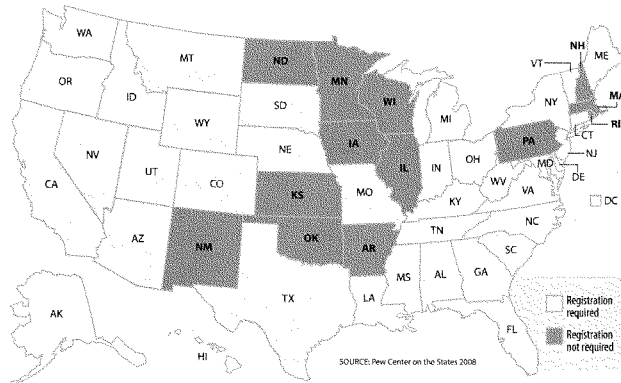 WA
MT
ND
MN
OR
ID
SD
WI
WY
MI
NH
VT
ME
NY
MA
RI
CT
NV
UT
CO
NE
IA
IL
IN
OH
PA
NJ
MD
DE
DC
CA
KS
MO
WV
VA
KY
AZ
NM
OK
AR
TN
NC
SC
TX
LA
MS
AL
GA
FL
AK
HI
Registration
required
Registration
not required
SOURCE: Pew Center on the States 2008